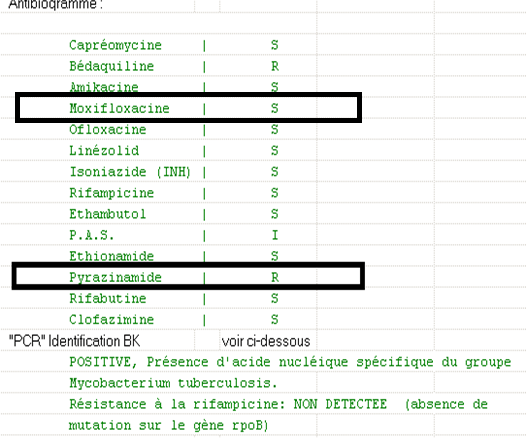 Antibiogramme :
Capréomycine | S
Bédaquiline | R
Amikacine | S
Moxifloxacine | S
Ofloxacine | S
Linézolid | S
Isoniazide (INH) | S
Rifampicine | S
Ethambutol | S
P.A.S. | I
Ethionamide | S
Pyrazinamide | R
Rifabutine | S
Clofazimine | S
"PCR" Identification BK voir ci-dessous
POSITIVE, Présence d'acide nucléique spécifique du groupe
Mycobacterium tuberculosis.
Résistance à la rifampicine: NON DETECTEE (absence de
mutation sur le gène rpoB)